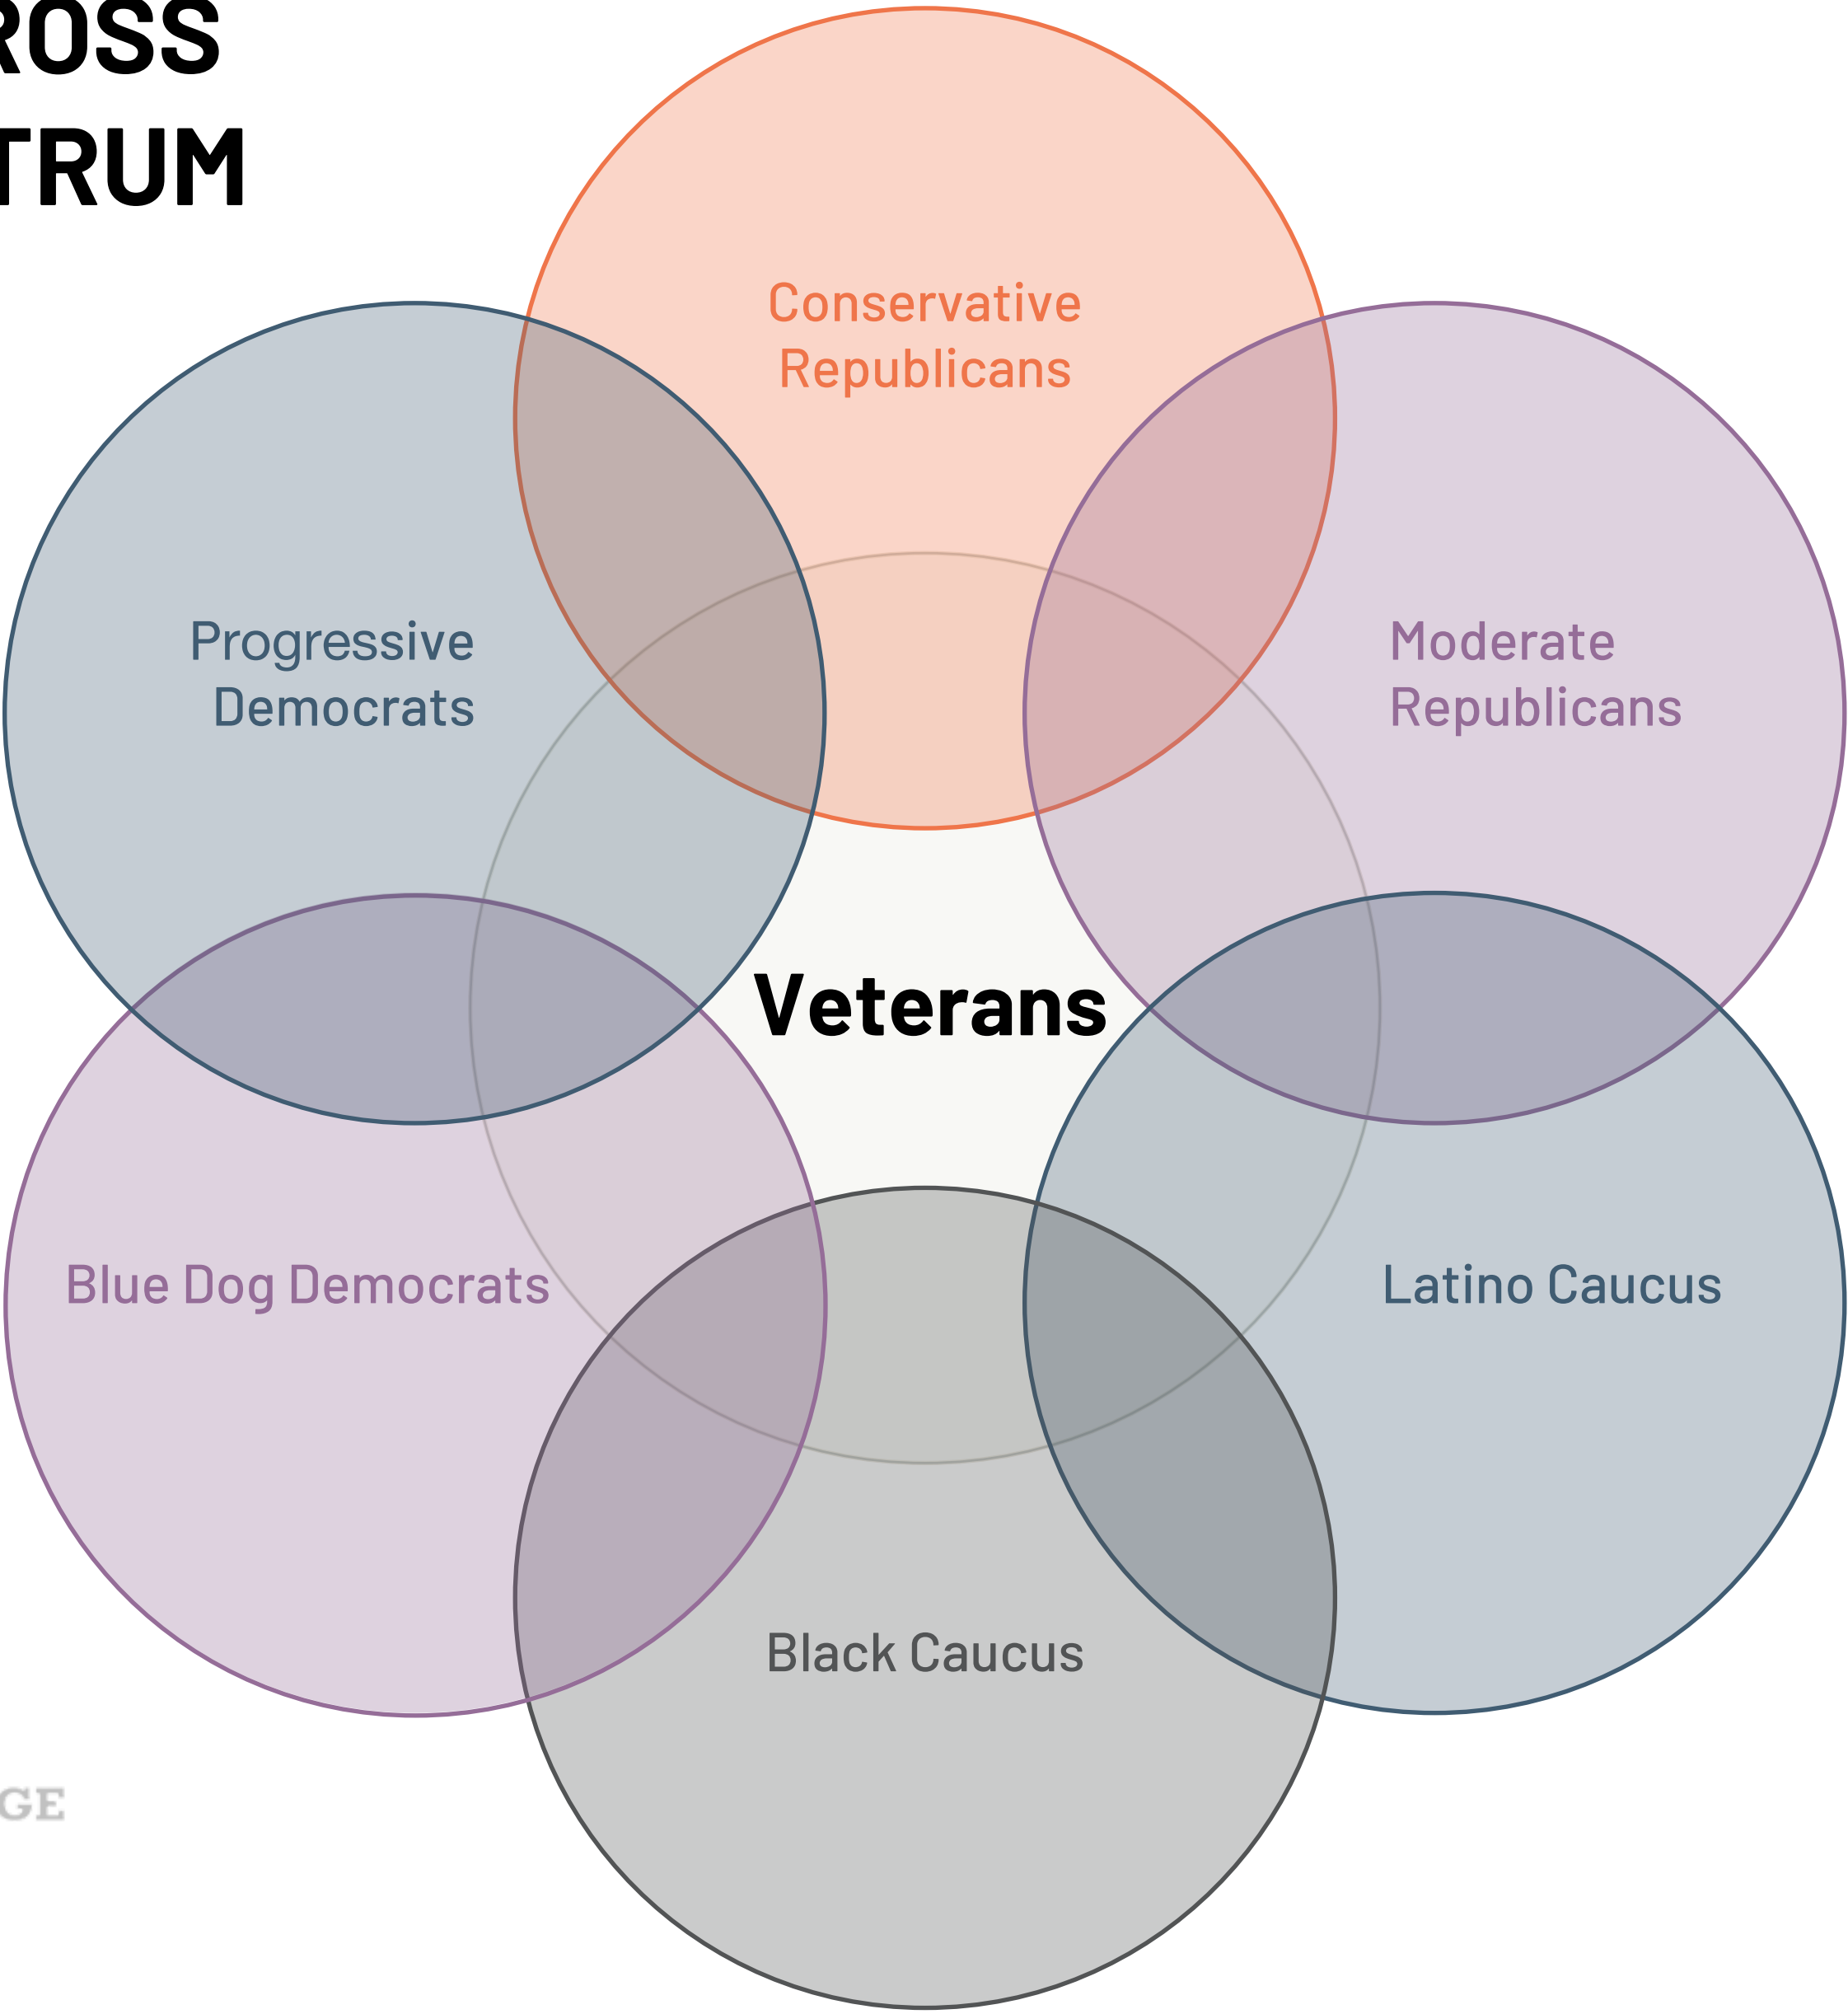 ROSS
TRUM
Conservative
Republicans
Progressive
Democrats
Moderate
Republicans
Veterans
Blue Dog Democrats
Latino Caucus
Black Caucus
GE